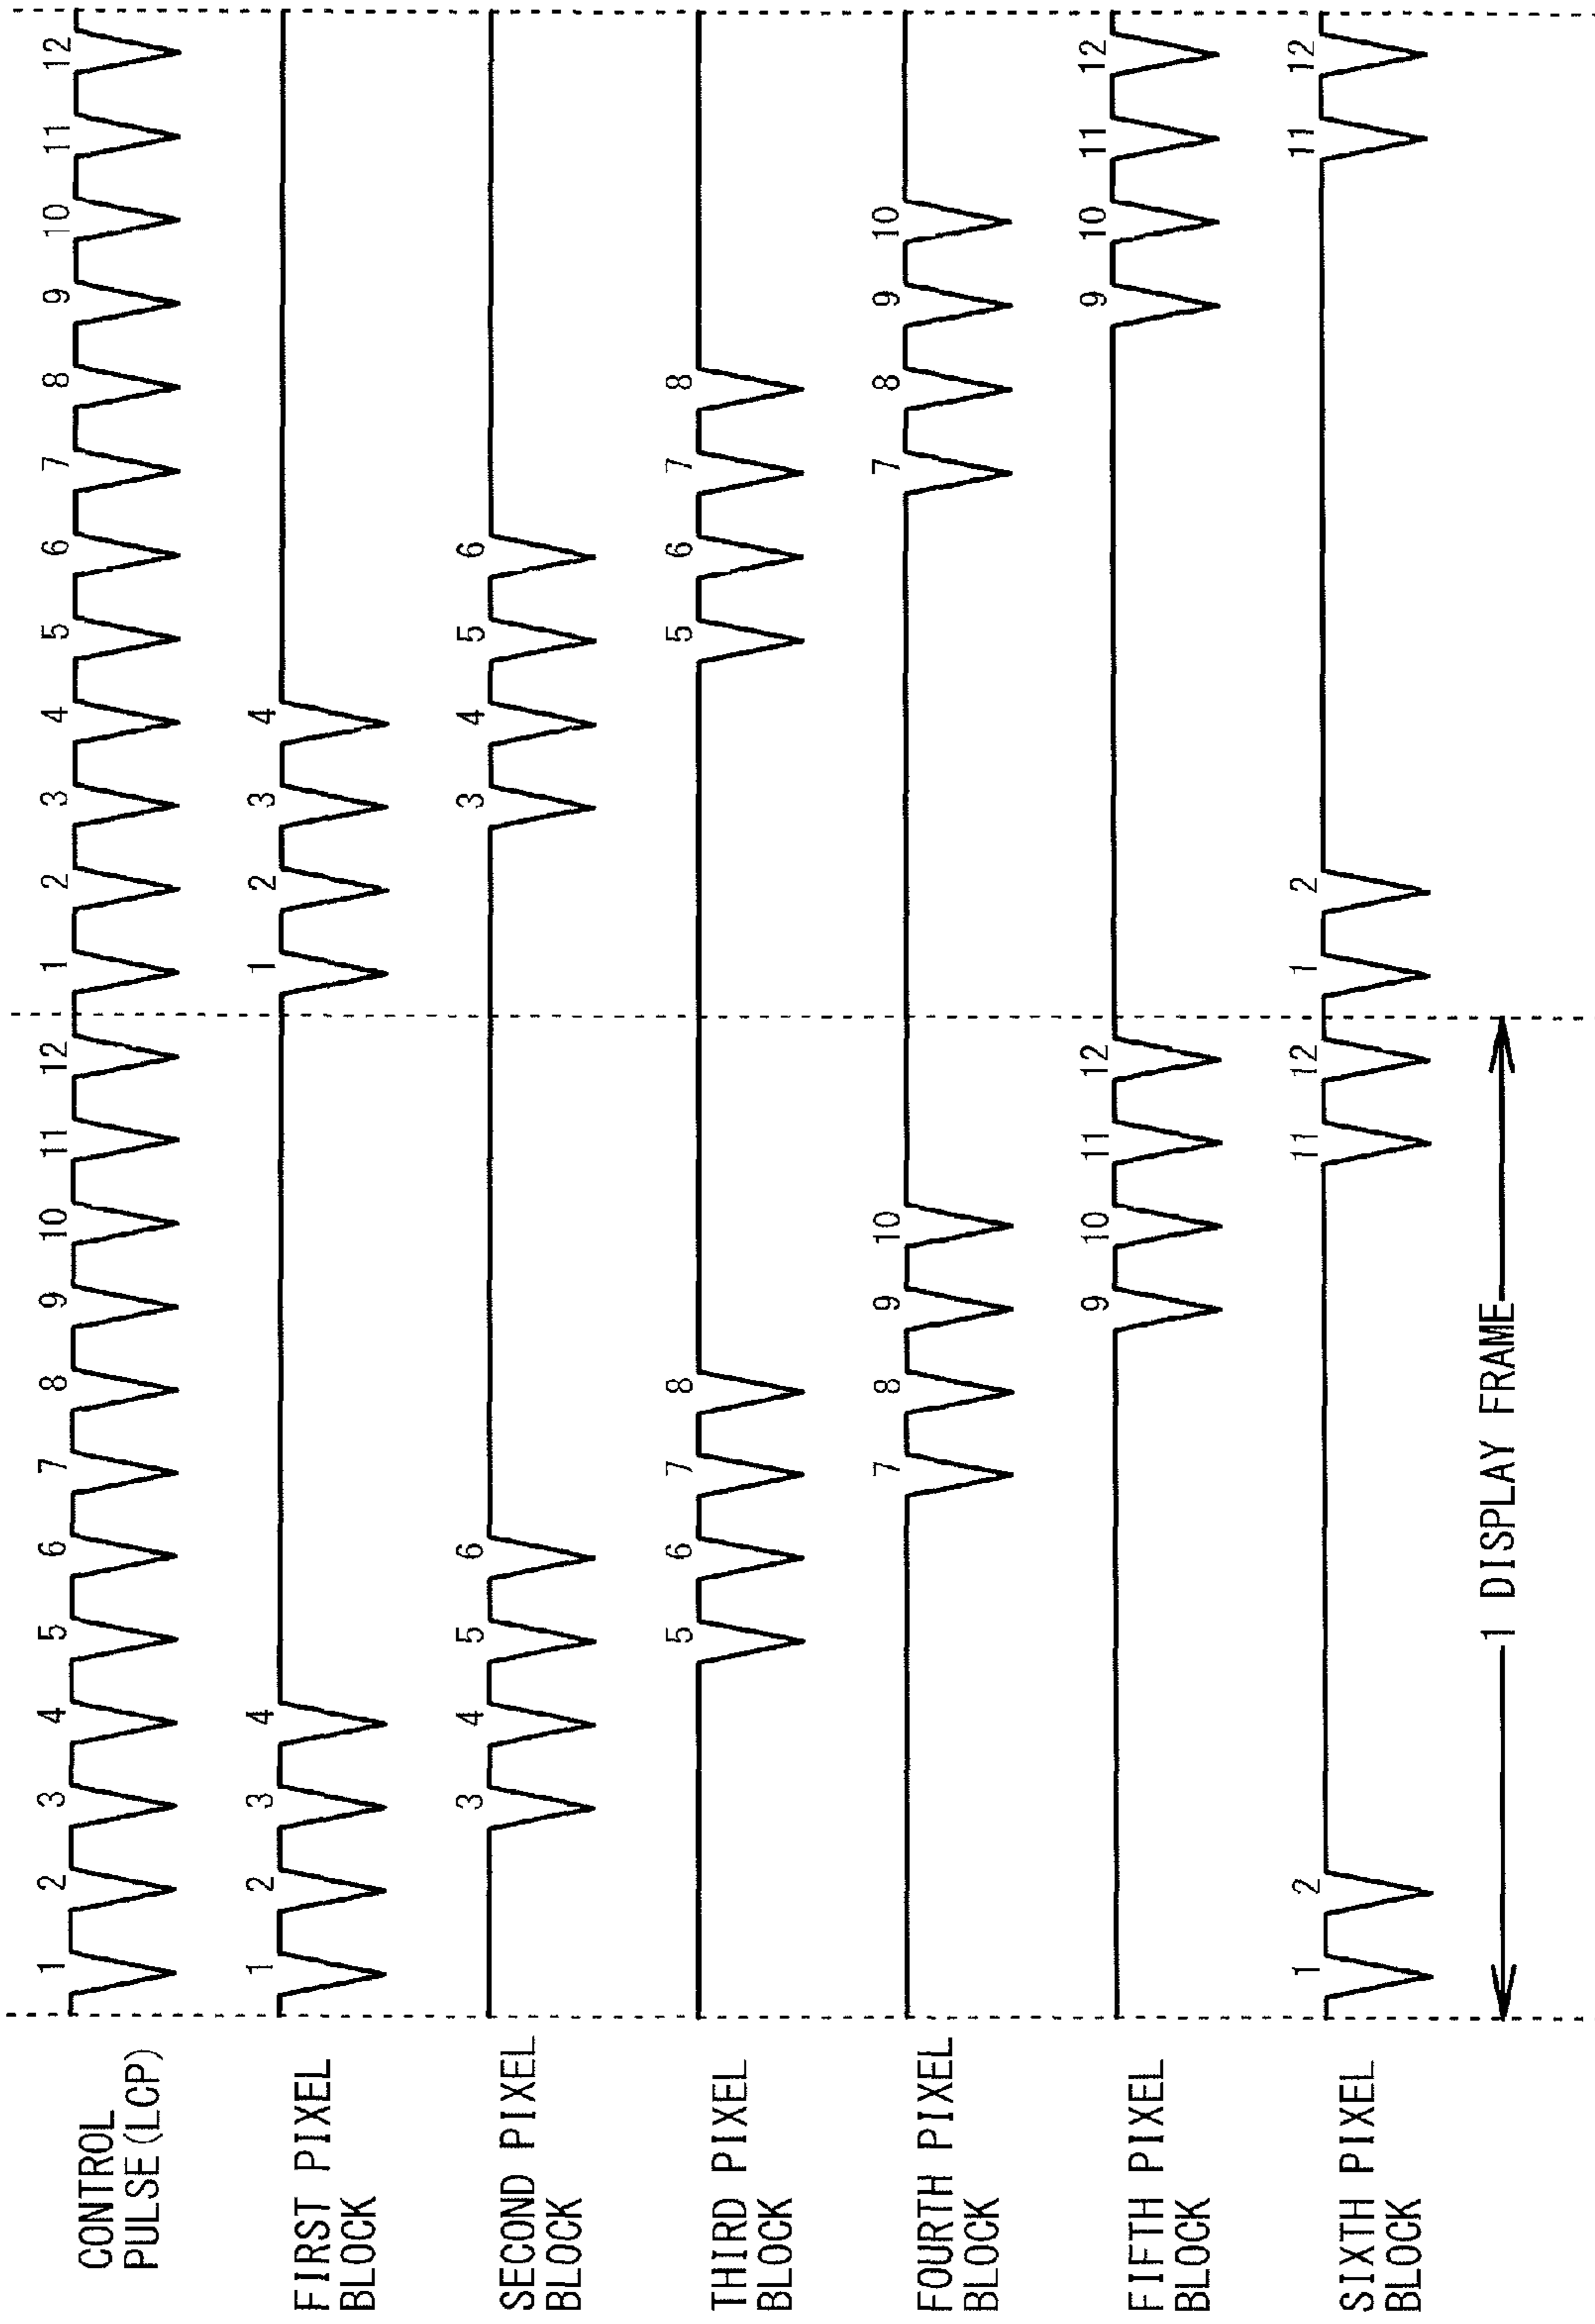 CONTROL
PULSE(LCP)
1 2 3 4 5 6 7 8 9 10 11 12 1 2 3 4 5 6 7 8 9 10 11 12
FIRST PIXEL
BLOCK
1 2 3 4 1 2 3 4
SECOND PIXEL
BLOCK
3 4 5 6 3 4 5 6
THIRD PIXEL
BLOCK
5 6 7 8 5 6 7 8
FOURTH PIXEL
BLOCK
7 8 9 10 7 8 9 10
FIFTH PIXEL
BLOCK
9 10 11 12 9 10 11 12
SIXTH PIXEL
BLOCK
1 2 11 12 1 2 11 12
1 DISPLAY FRAME